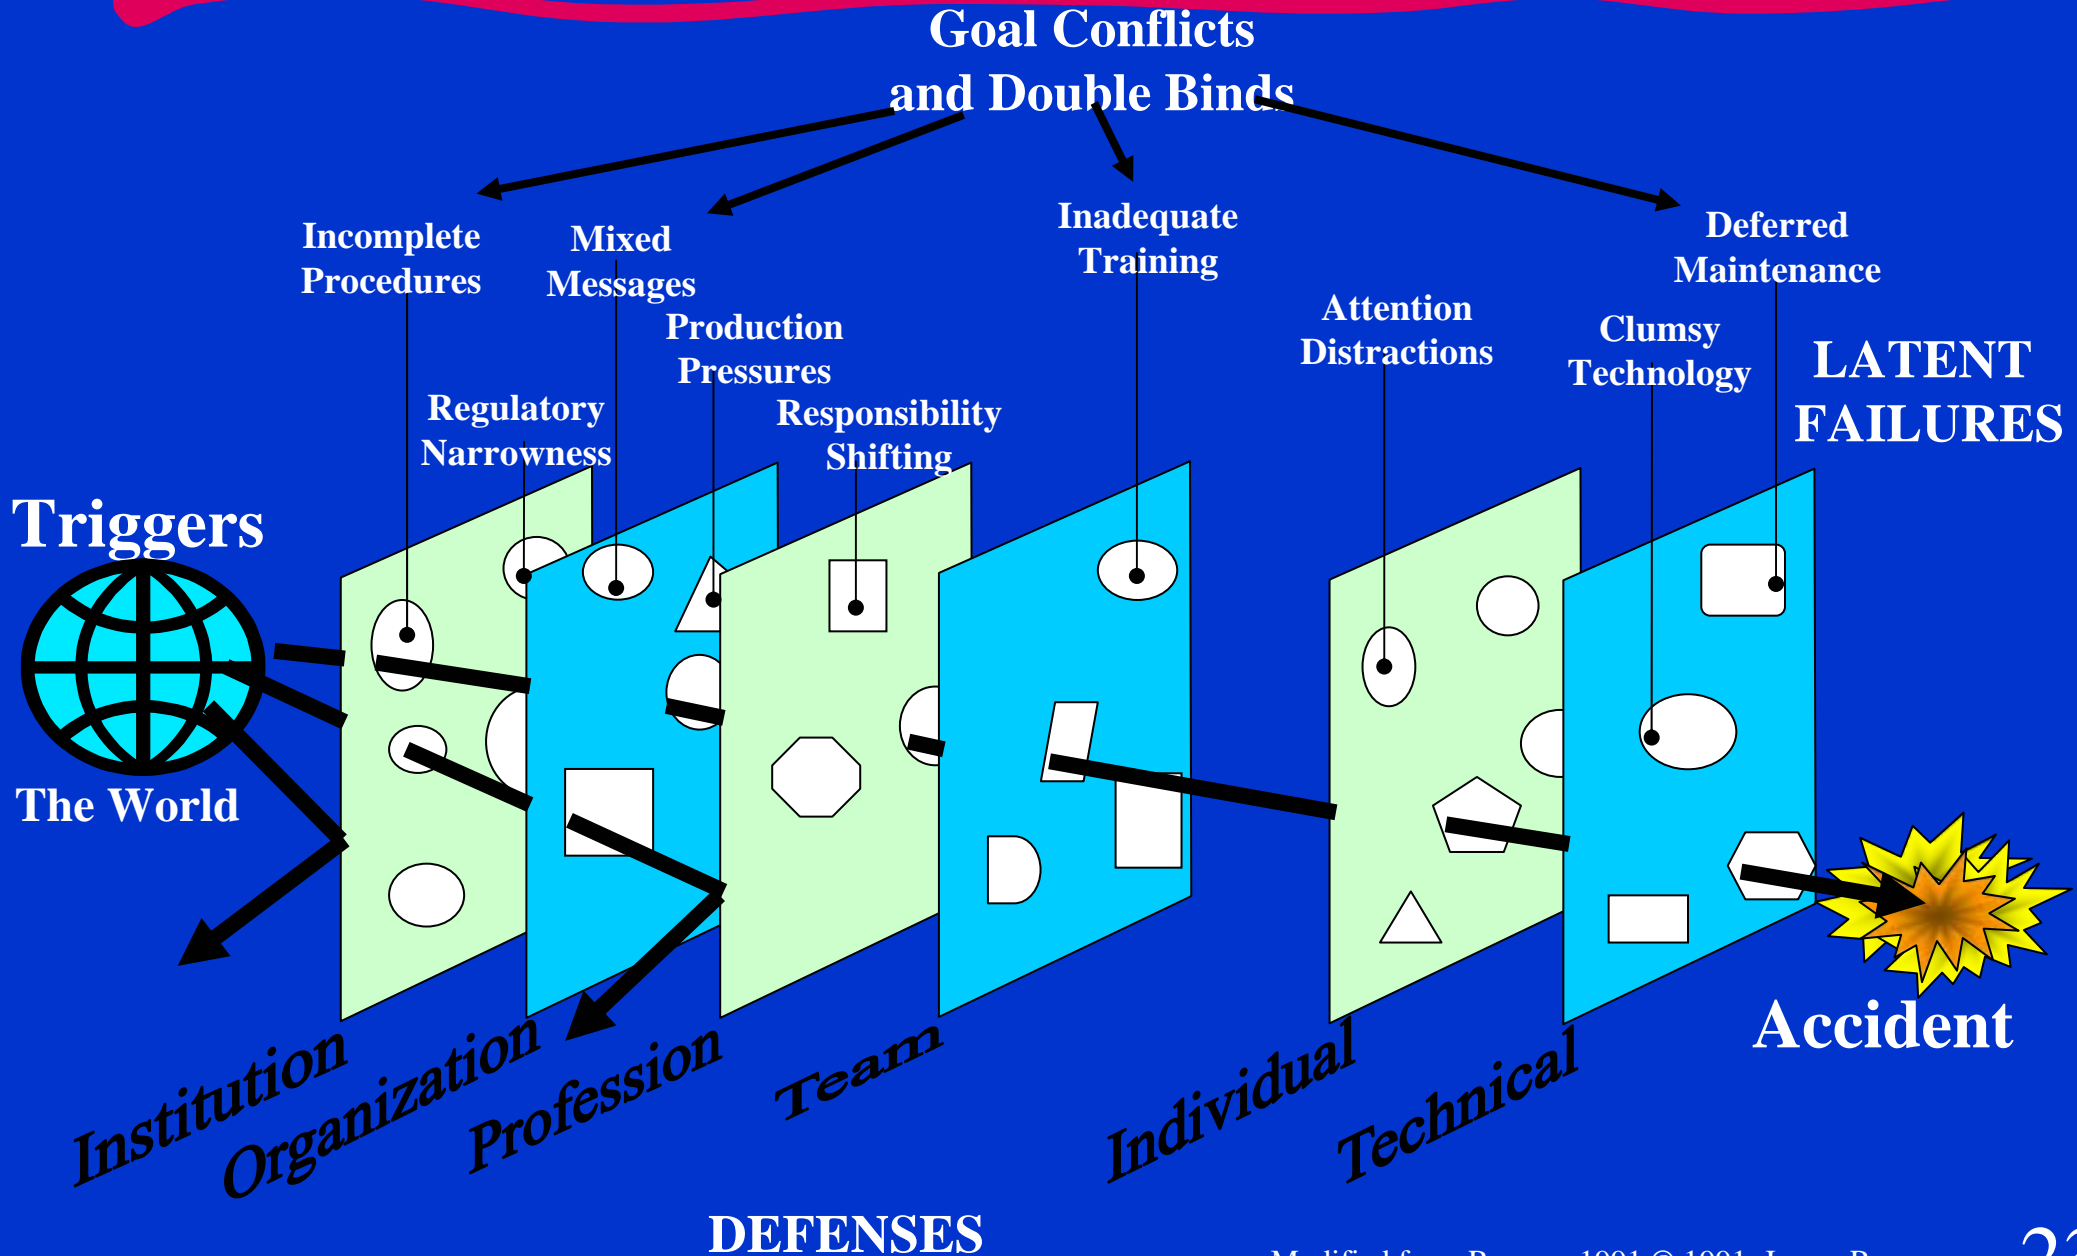 Goal Conflicts
and Double Binds
Incomplete
Procedures
Mixed
Messages
Inadequate
Training
Deferred
Maintenance
Production
Pressures
Attention
Distractions
Clumsy
Technology
Regulatory
Narrowness
Responsibility
Shifting
LATENT
FAILURES
Triggers
The World
Accident
Institution
Organization
Profession
Team
Individual
Technical
DEFENSES